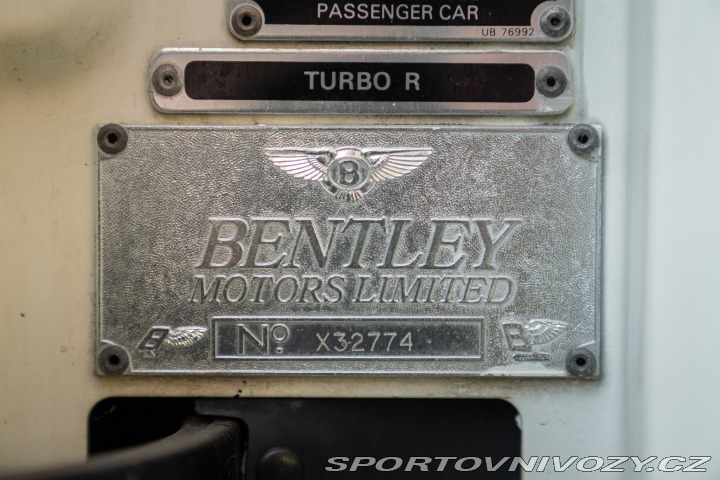 PASSENGER CAR
UB 76992
TURBO R
B
BENTLEY
MOTORS LIMITED
B
Nº. X32774
B
SPORTOVNIVOZY.CZ